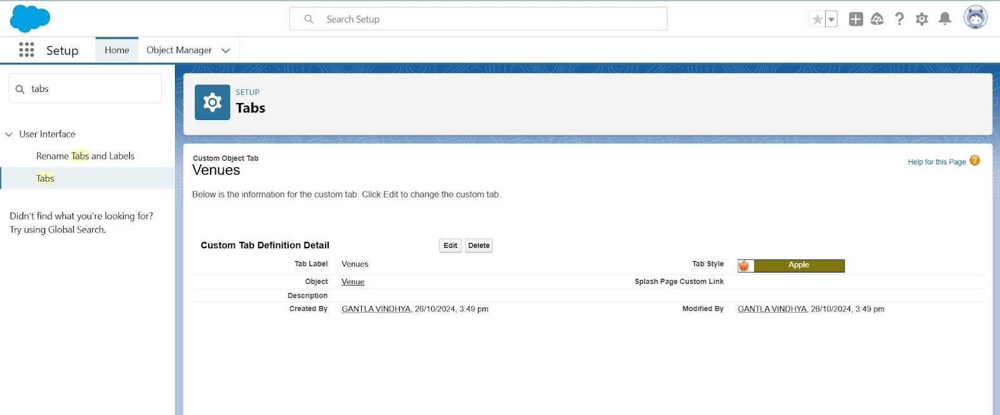 Search Setup
Setup
Home
Object Manager
tabs
User Interface
Rename Tabs and Labels
Tabs
Didn't find what you're looking for?
Try using Global Search.
SETUP
Tabs
Custom Object Tab
Venues
Help for this Page
Below is the information for the custom tab. Click Edit to change the custom tab.
Custom Tab Definition Detail Edit Delete
Tab Label Venues Tab Style Apple
Object Venue Splash Page Custom Link
Description
Created By GANTLA VINDHYA, 26/10/2024, 3:49 pm Modified By GANTLA VINDHYA, 26/10/2024, 3:49 pm